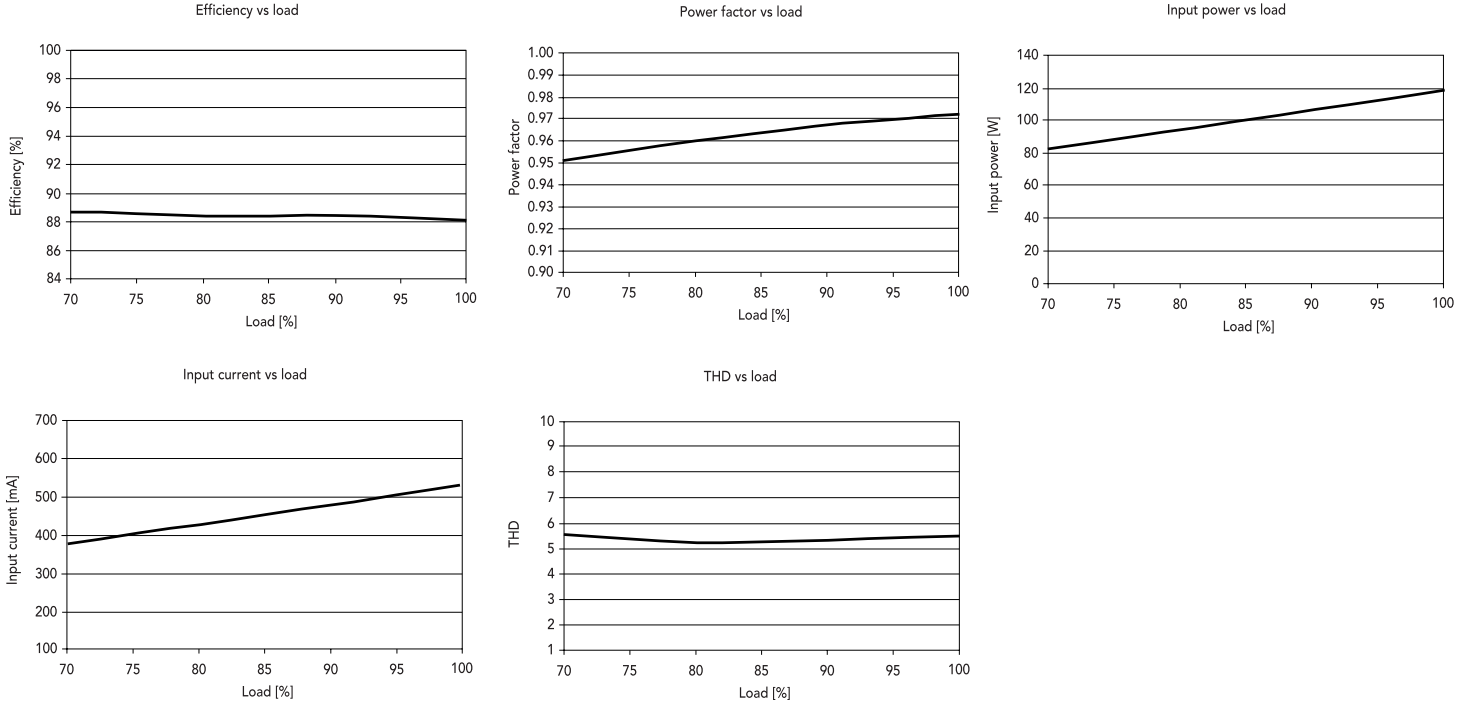 Efficiency vs load
100
98
96
94
92
90
88
86
84
Efficiency [%]
70 75 80 85 90 95 100
Load [%]
Power factor vs load
1.00
0.99
0.98
0.97
0.96
0.95
0.94
0.93
0.92
0.91
0.90
Power factor
70 75 80 85 90 95 100
Load [%]
Input power vs load
140
120
100
80
60
40
20
0
Input power [W]
70 75 80 85 90 95 100
Load [%]
Input current vs load
700
600
500
400
300
200
100
Input current [mA]
70 75 80 85 90 95 100
Load [%]
THD vs load
10
9
8
7
6
5
4
3
2
1
THD
70 75 80 85 90 95 100
Load [%]